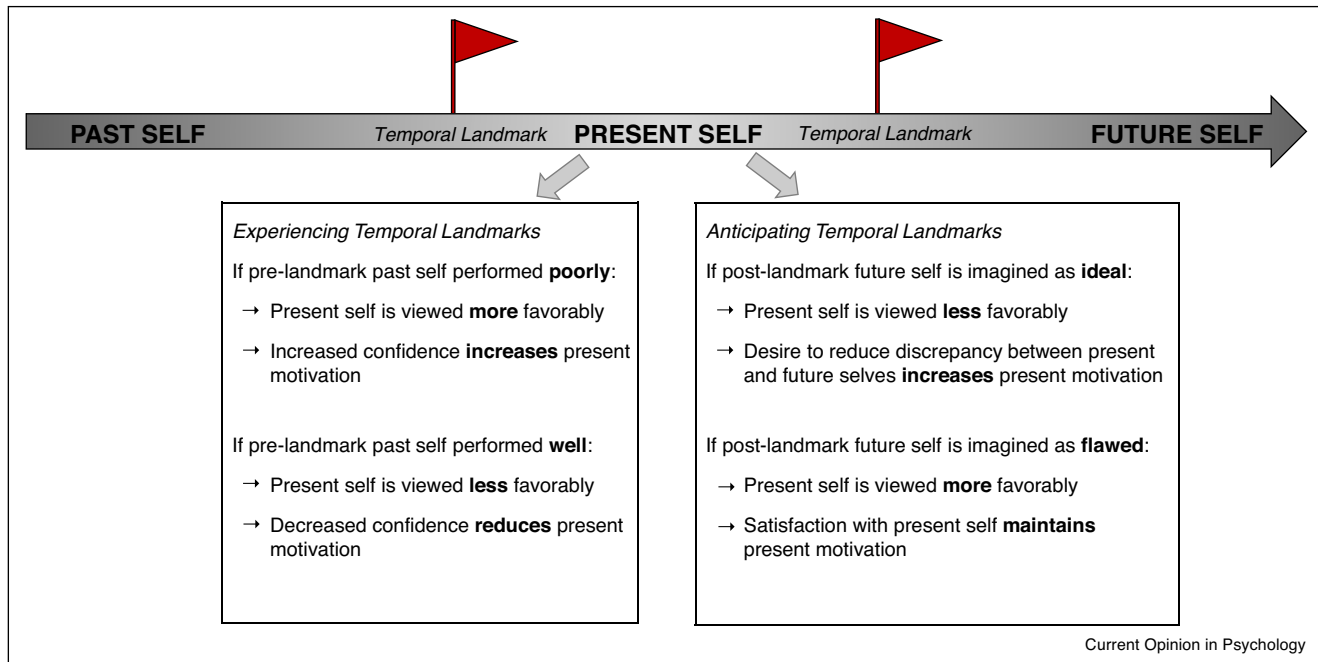 PAST SELF Temporal Landmark PRESENT SELF Temporal Landmark FUTURE SELF
Experiencing Temporal Landmarks
If pre-landmark past self performed poorly:
→ Present self is viewed more favorably
→ Increased confidence increases present
motivation
If pre-landmark past self performed well:
→ Present self is viewed less favorably
→ Decreased confidence reduces present
motivation
Anticipating Temporal Landmarks
If post-landmark future self is imagined as ideal:
→ Present self is viewed less favorably
→ Desire to reduce discrepancy between present
and future selves increases present motivation
If post-landmark future self is imagined as flawed:
→ Present self is viewed more favorably
→ Satisfaction with present self maintains
present motivation
Current Opinion in Psychology